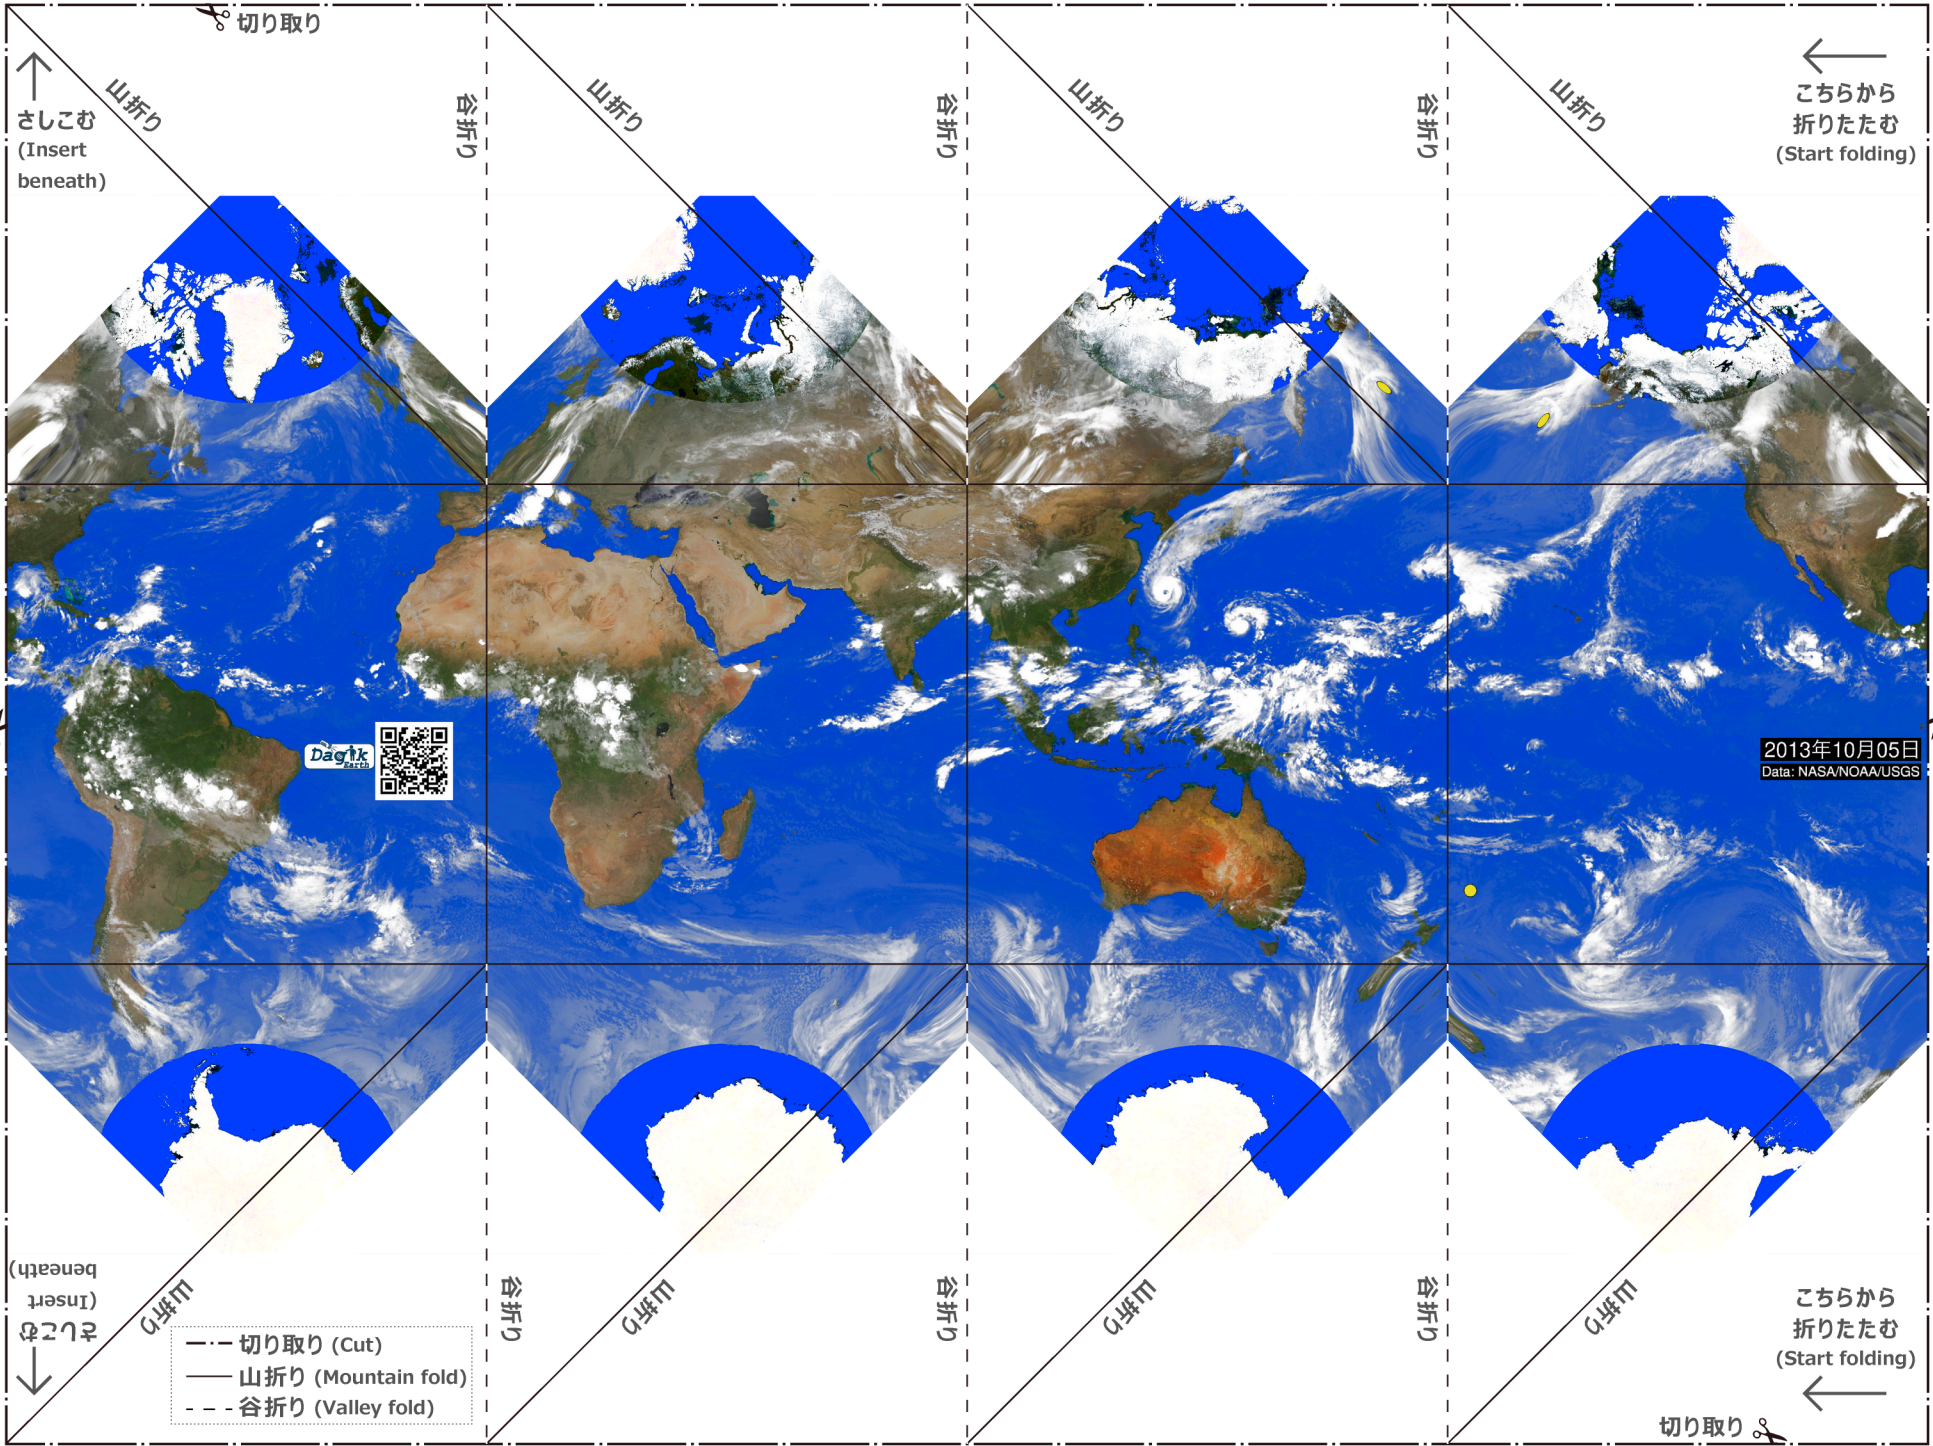 切り取り
山折り
谷折り
山折り
谷折り
山折り
谷折り
山折り
さしこむ
(Insert
beneath)
こちらから
折りたたむ
(Start folding)
Dagik
Earth
2013年10月05日
Data: NASA/NOAA/USGS
さしこむ
(Insert
beneath)
山折り
谷折り
山折り
谷折り
山折り
谷折り
山折り
こちらから
折りたたむ
(Start folding)
切り取り (Cut)
山折り (Mountain fold)
谷折り (Valley fold)
切り取り